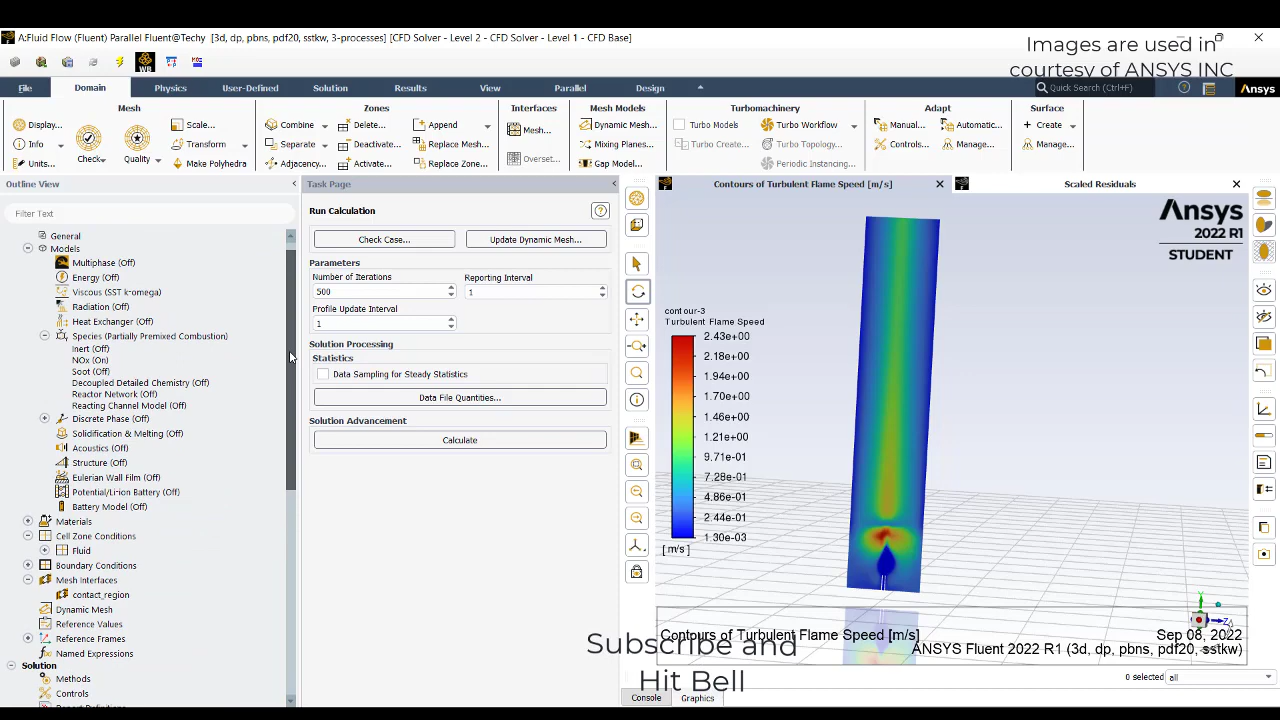 A:Fluid Flow (Fluent) Parallel Fluent@Techy [3d, dp, pbns, pdf20, sstkw, 3-processes] [CFD Solver - Level 2 - CFD Solver - Level 1 - CFD Base]
Images are used in
courtesy of ANSYS INC
WB
File Domain Physics User-Defined Solution Results View Parallel Design
Quick Search (Ctrl+F)
Ansys
Mesh Zones Interfaces Mesh Models Turbomachinery Adapt Surface
Display... Scale... Combine Delete... Append Mesh... Dynamic Mesh... Turbo Models Turbo Workflow Manual... Automatic... Create
Info Check Quality Transform Separate Deactivate... Replace Mesh... Mixing Planes... Turbo Create... Turbo Topology... Controls... Manage... Manage...
Units... Make Polyhedra Adjacency... Activate... Replace Zone... Overset... Gap Model... Periodic Instancing...
Outline View
Filter Text
General
Models
Multiphase (Off)
Energy (Off)
Viscous (SST k-omega)
Radiation (Off)
Heat Exchanger (Off)
Species (Partially Premixed Combustion)
Inert (Off)
NOx (On)
Soot (Off)
Decoupled Detailed Chemistry (Off)
Reactor Network (Off)
Reacting Channel Model (Off)
Discrete Phase (Off)
Solidification & Melting (Off)
Acoustics (Off)
Structure (Off)
Eulerian Wall Film (Off)
Potential/Li-ion Battery (Off)
Battery Model (Off)
Materials
Cell Zone Conditions
Fluid
Boundary Conditions
Mesh Interfaces
contact_region
Dynamic Mesh
Reference Values
Reference Frames
Named Expressions
Solution
Methods
Controls
Task Page
Run Calculation
Check Case... Update Dynamic Mesh...
Parameters
Number of Iterations Reporting Interval
500 1
Profile Update Interval
1
Solution Processing
Statistics
Data Sampling for Steady Statistics
Data File Quantities...
Solution Advancement
Calculate
Contours of Turbulent Flame Speed [m/s]
Scaled Residuals
Ansys
2022 R1
STUDENT
contour-3
Turbulent Flame Speed
2.43e+00
2.18e+00
1.94e+00
1.70e+00
1.46e+00
1.21e+00
9.71e-01
7.28e-01
4.86e-01
2.44e-01
1.30e-03
[ m/s ]
Y
Z
Contours of Turbulent Flame Speed [m/s]
Sep 08, 2022
ANSYS Fluent 2022 R1 (3d, dp, pbns, pdf20, sstkw)
Subscribe and
Hit Bell
0 selected all
Console Graphics